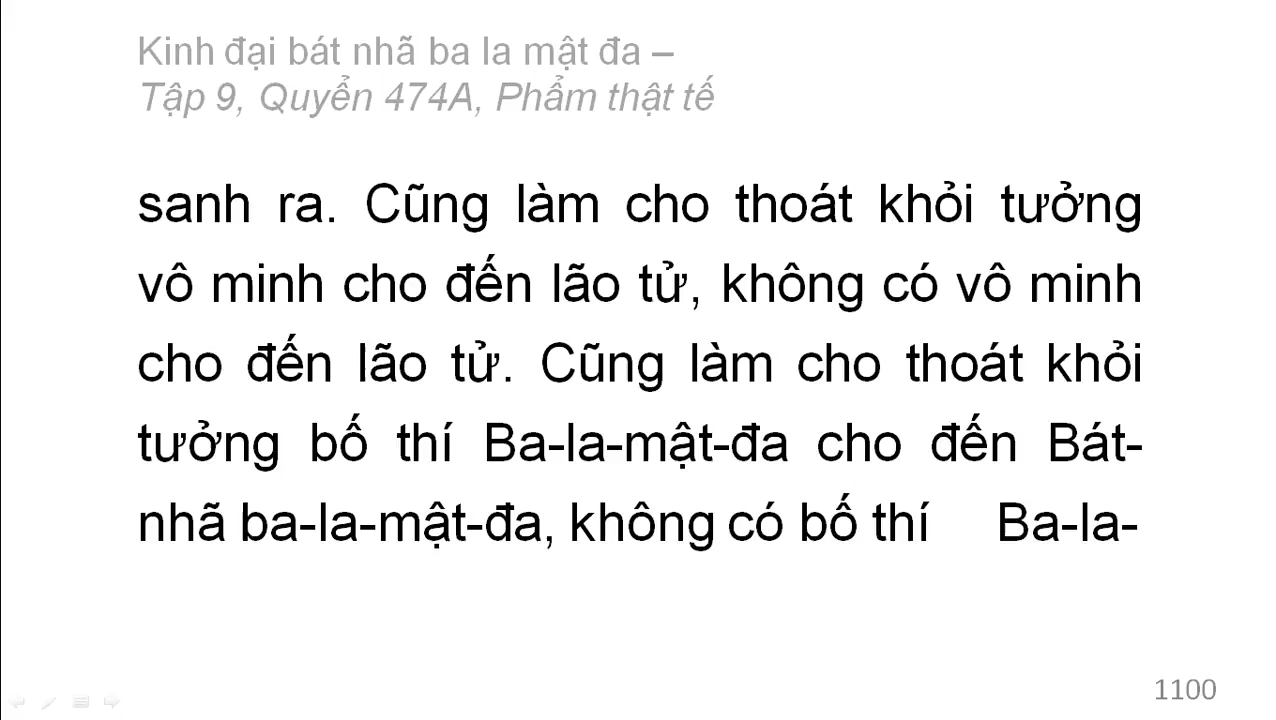 Kinh đại bát nhã ba la mật đa –
Tập 9, Quyển 474A, Phẩm thật tế
sanh ra. Cũng làm cho thoát khỏi tưởng
vô minh cho đến lão tử, không có vô minh
cho đến lão tử. Cũng làm cho thoát khỏi
tưởng bố thí Ba-la-mật-đa cho đến Bát-
nhã ba-la-mật-đa, không có bố thí Ba-la-
1100